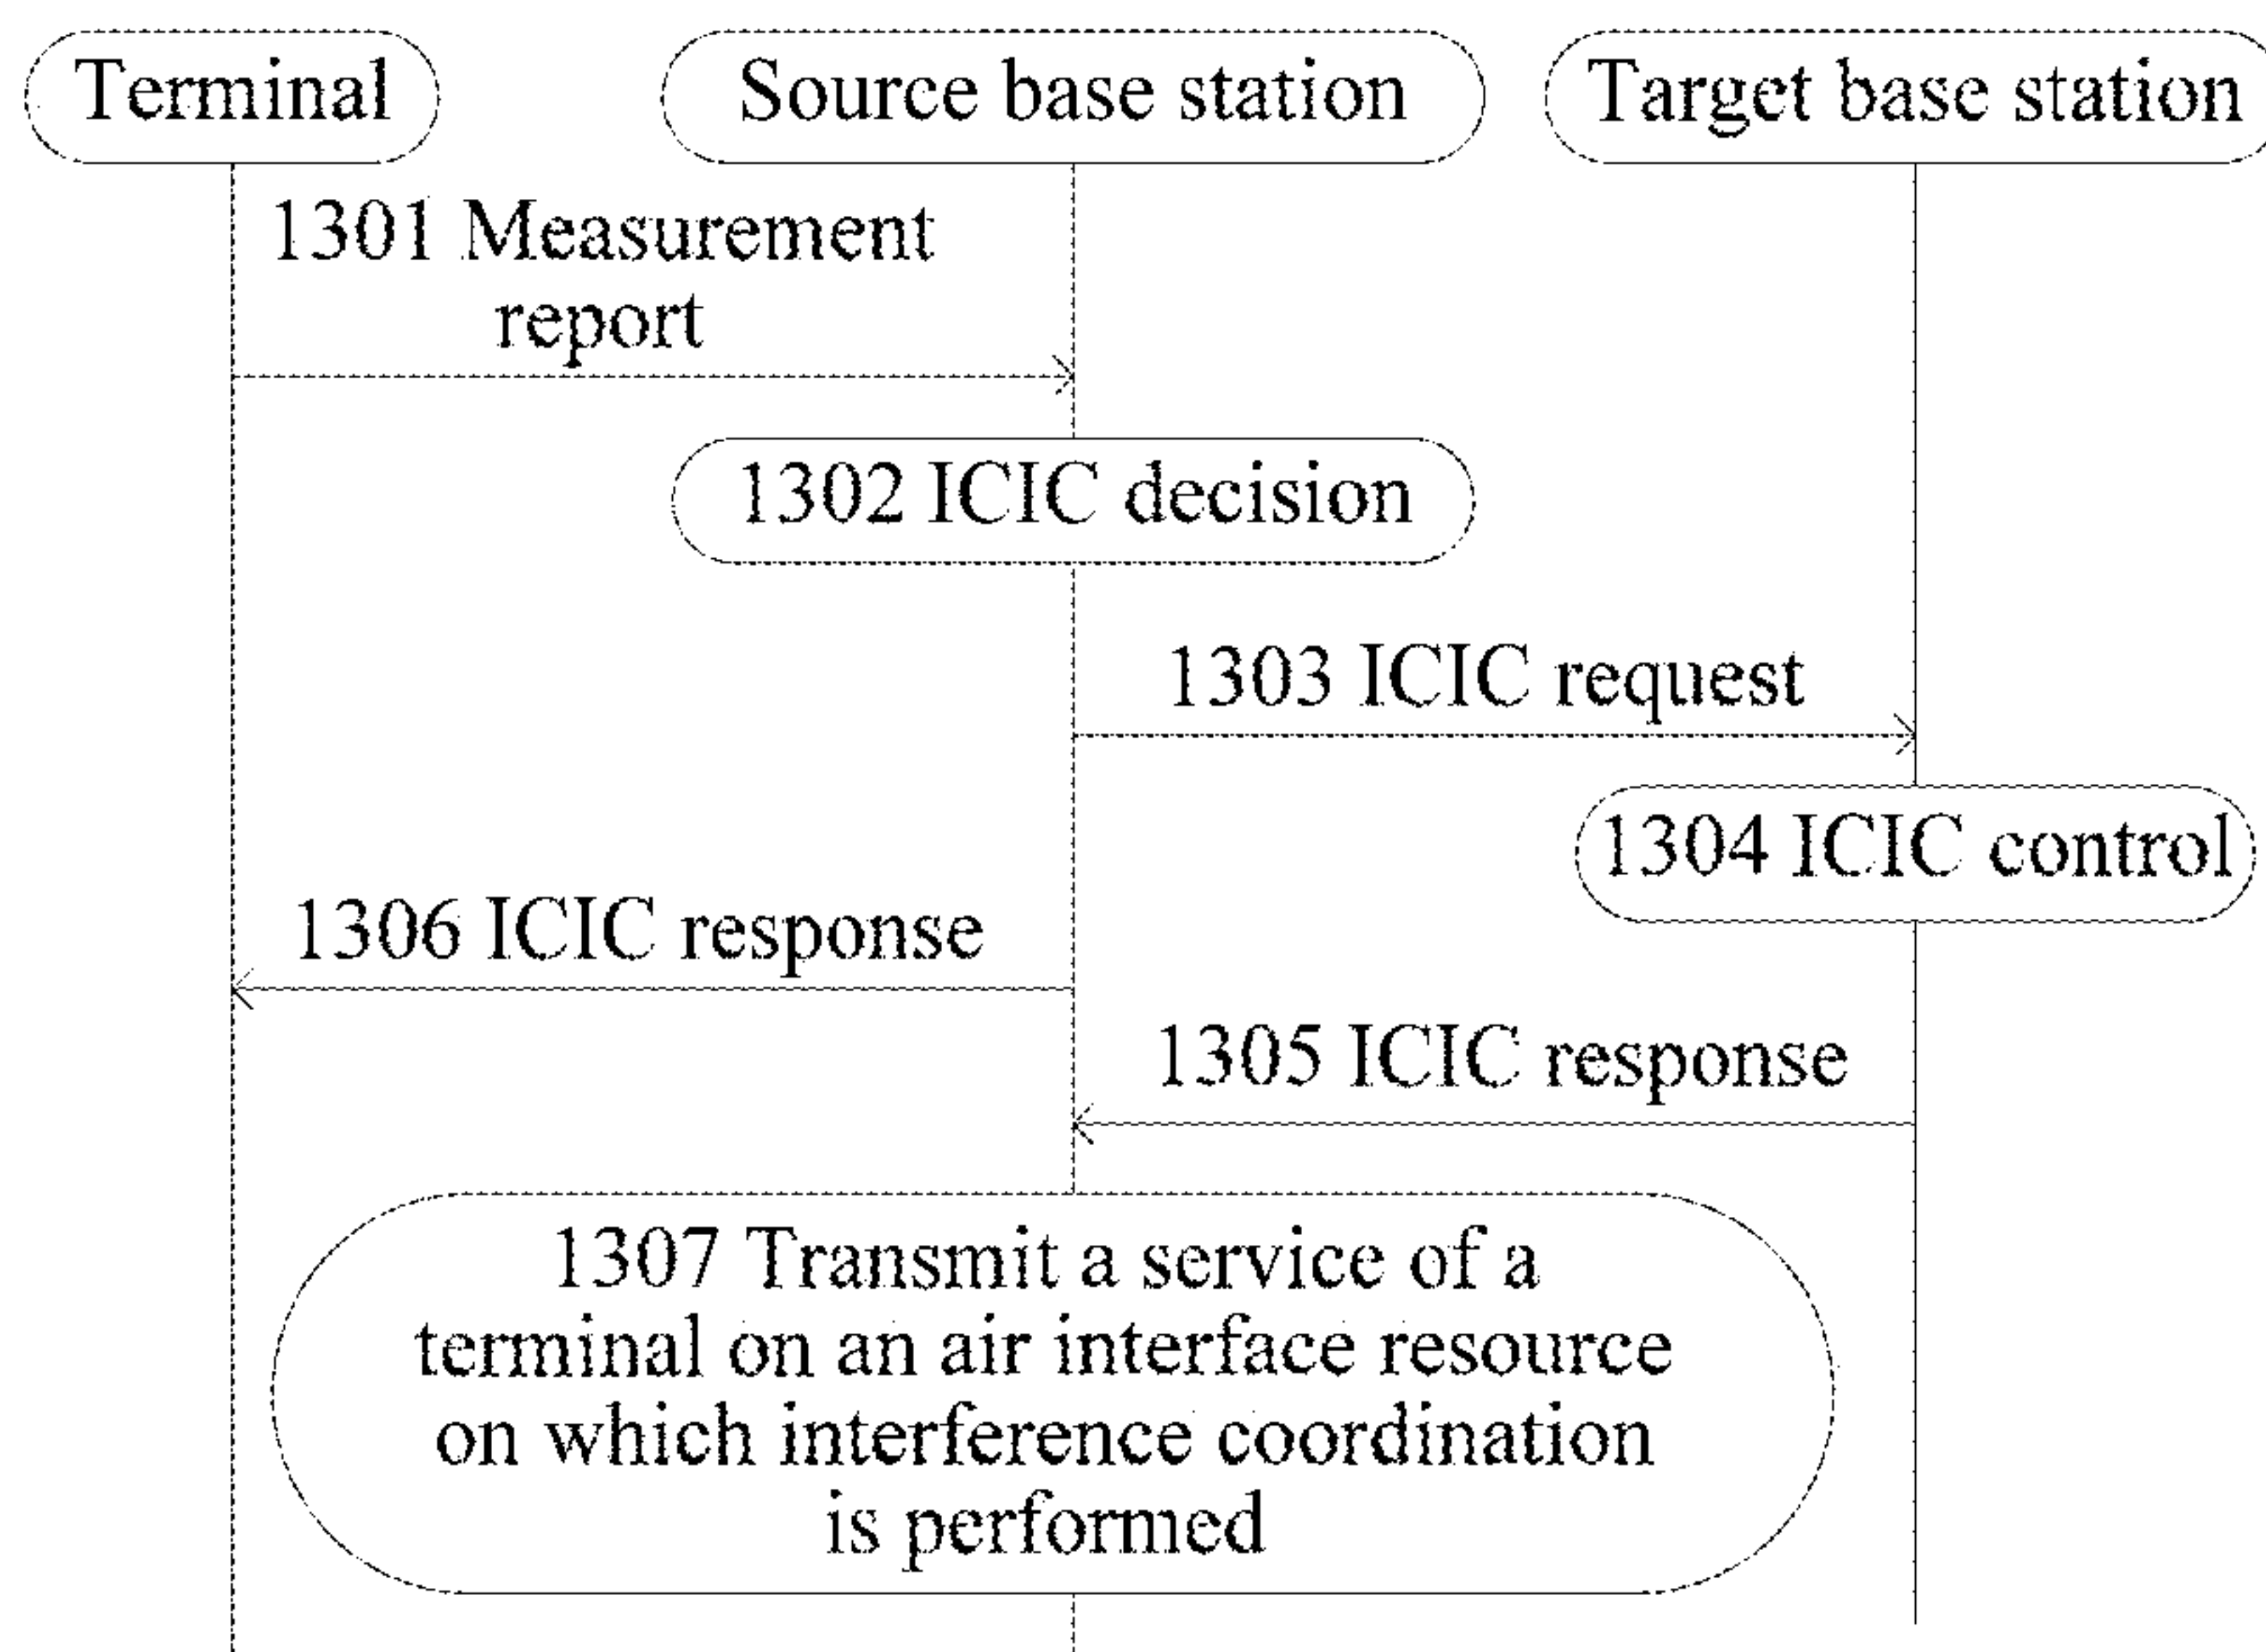 Terminal
Source base station
Target base station
1301 Measurement
report
1302 ICIC decision
1303 ICIC request
1304 ICIC control
1306 ICIC response
1305 ICIC response
1307 Transmit a service of a
terminal on an air interface resource
on which interference coordination
is performed